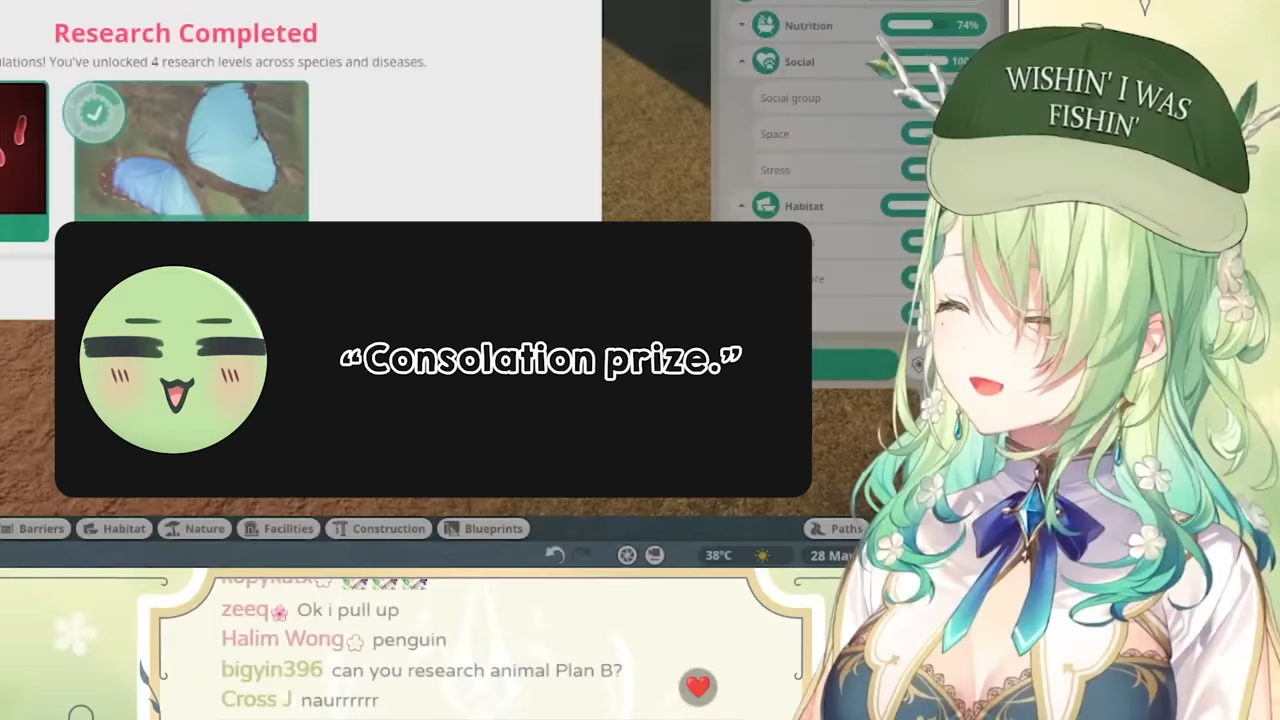 Research Completed
lations! You've unlocked 4 research levels across species and diseases.
Nutrition
74%
Social
Social group
Space
Stress
Habitat
WISHIN' I WAS
FISHIN'
“Consolation prize.”
Barriers
Habitat
Nature
Facilities
Construction
Blueprints
Paths
38°C
28 May
zeeq Ok i pull up
Halim Wong penguin
bigyin396 can you research animal Plan B?
Cross J naurrrrrr